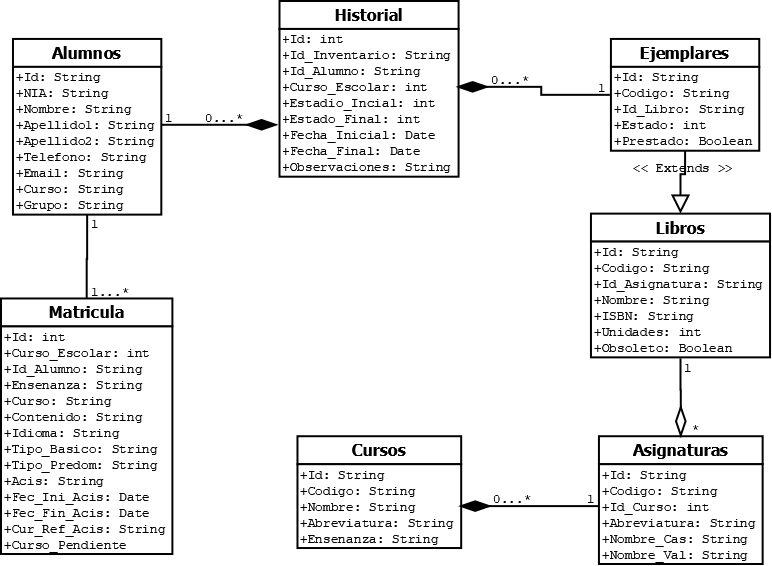 Historial
+Id: int
+Id_Inventario: String
+Id_Alumno: String
+Curso_Escolar: int
+Estadio_Incial: int
+Estado_Final: int
+Fecha_Inicial: Date
+Fecha_Final: Date
+Observaciones: String
Alumnos
+Id: String
+NIA: String
+Nombre: String
+Apellido1: String
+Apellido2: String
+Telefono: String
+Email: String
+Curso: String
+Grupo: String
1
0...*
0...*
1
Ejemplares
+Id: String
+Codigo: String
+Id_Libro: String
+Estado: int
+Prestado: Boolean
<< Extends >>
Libros
+Id: String
+Codigo: String
+Id_Asignatura: String
+Nombre: String
+ISBN: String
+Unidades: int
+Obsoleto: Boolean
1
*
1
1...*
Matricula
+Id: int
+Curso_Escolar: int
+Id_Alumno: String
+Ensenanza: String
+Curso: String
+Contenido: String
+Idioma: String
+Tipo_Basico: String
+Tipo_Predom: String
+Acis: String
+Fec_Ini_Acis: Date
+Fec_Fin_Acis: Date
+Cur_Ref_Acis: String
+Curso_Pendiente
Cursos
+Id: String
+Codigo: String
+Nombre: String
+Abreviatura: String
+Ensenanza: String
0...*
1
Asignaturas
+Id: String
+Codigo: String
+Id_Curso: int
+Abreviatura: String
+Nombre_Cas: String
+Nombre_Val: String